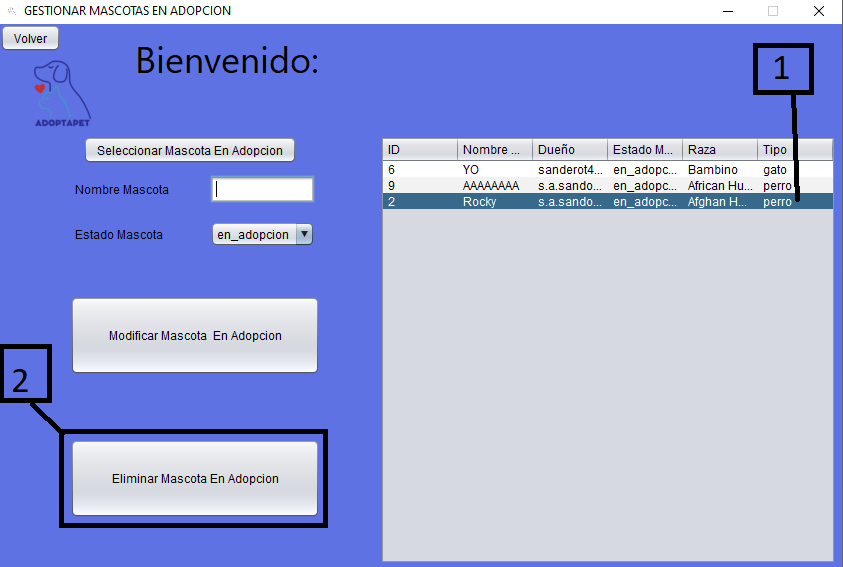 GESTIONAR MASCOTAS EN ADOPCION
Volver
Bienvenido:
1
ADOPTAPET
Seleccionar Mascota En Adopcion
Nombre Mascota
Estado Mascota
en_adopcion
Modificar Mascota En Adopcion
2
Eliminar Mascota En Adopcion
ID Nombre ... Dueño Estado M... Raza Tipo
6 YO sanderot4... en_adopc... Bambino gato
9 AAAAAAAA s.a.sando... en_adopc... African Hu... perro
2 Rocky s.a.sando... en_adopc... Afghan H... perro